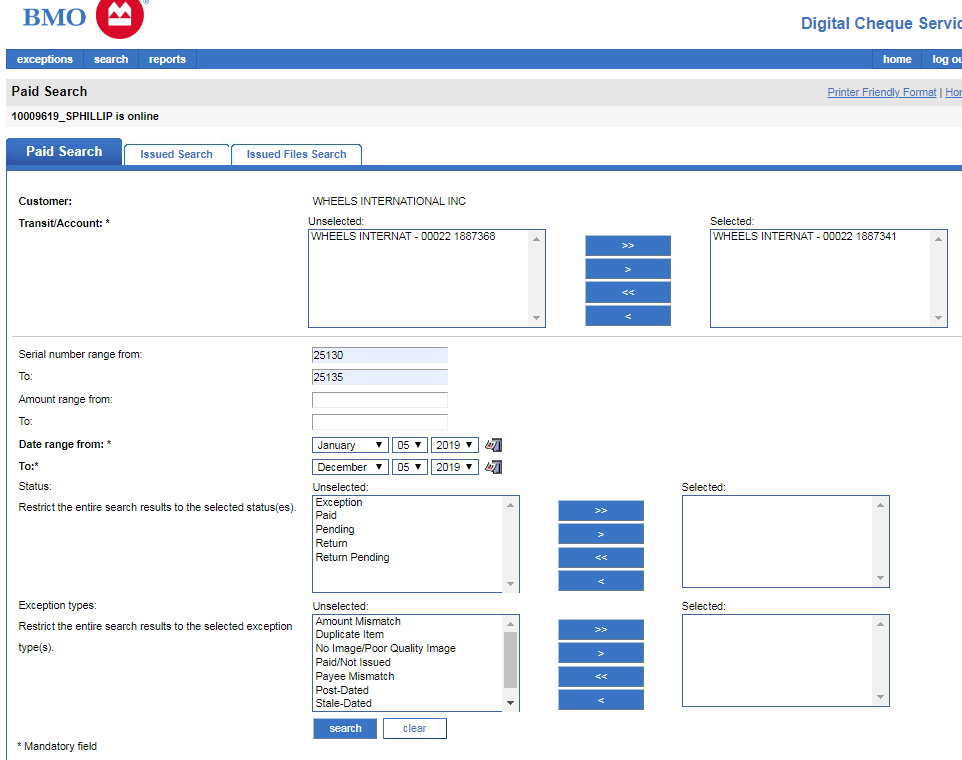 BMO
Digital Cheque Servic
exceptions search reports home log ou
Paid Search Printer Friendly Format | Hor
10009619_SPHILLIP is online
Paid Search Issued Search Issued Files Search
Customer: WHEELS INTERNATIONAL INC
Transit/Account: * Unselected: Selected:
WHEELS INTERNAT - 00022 1887368 WHEELS INTERNAT - 00022 1887341
>>
>
<<
<
Serial number range from: 25130
To: 25135
Amount range from:
To:
Date range from: * January 05 2019
To:* December 05 2019
Status: Unselected: Selected:
Restrict the entire search results to the selected status(es).
Exception
Paid
Pending
Return
Return Pending
>>
>
<<
<
Exception types: Unselected: Selected:
Restrict the entire search results to the selected exception
type(s).
Amount Mismatch
Duplicate Item
No Image/Poor Quality Image
Paid/Not Issued
Payee Mismatch
Post-Dated
Stale-Dated
>>
>
<<
<
search clear
* Mandatory field